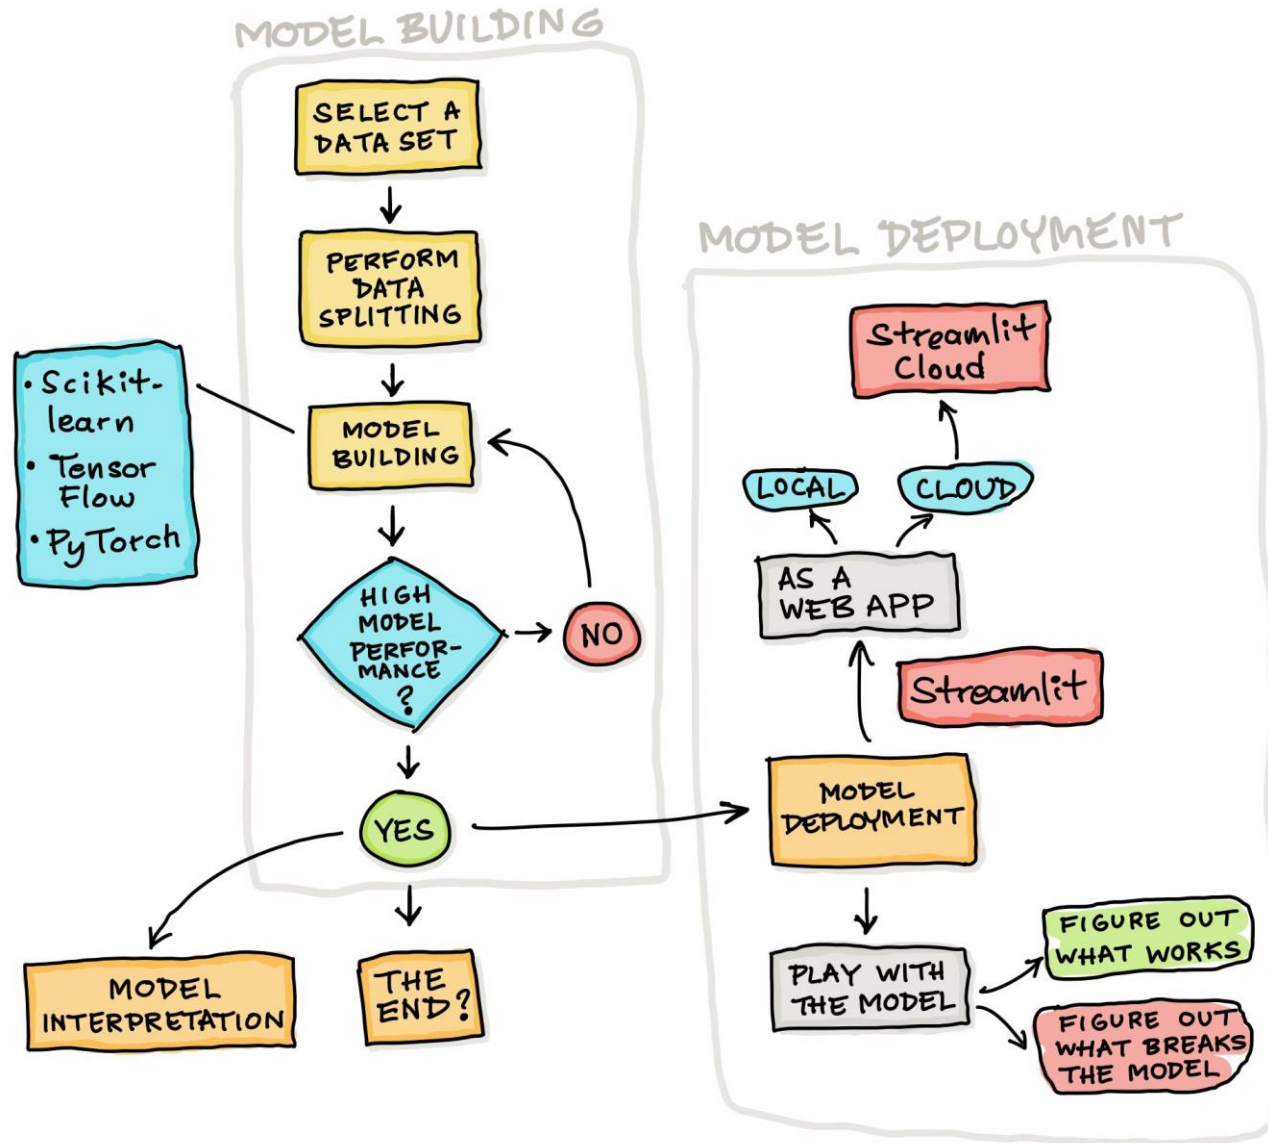 MODEL BUILDING
SELECT A
DATA SET
PERFORM
DATA
SPLITTING
• Scikit-
learn
• Tensor
Flow
• PyTorch
MODEL
BUILDING
HIGH
MODEL
PERFOR-
MANCE
?
NO
YES
MODEL
INTERPRETATION
THE
END?
MODEL DEPLOYMENT
Streamlit
Cloud
LOCAL
CLOUD
AS A
WEB APP
Streamlit
MODEL
DEPLOYMENT
PLAY WITH
THE MODEL
FIGURE OUT
WHAT WORKS
FIGURE OUT
WHAT BREAKS
THE MODEL